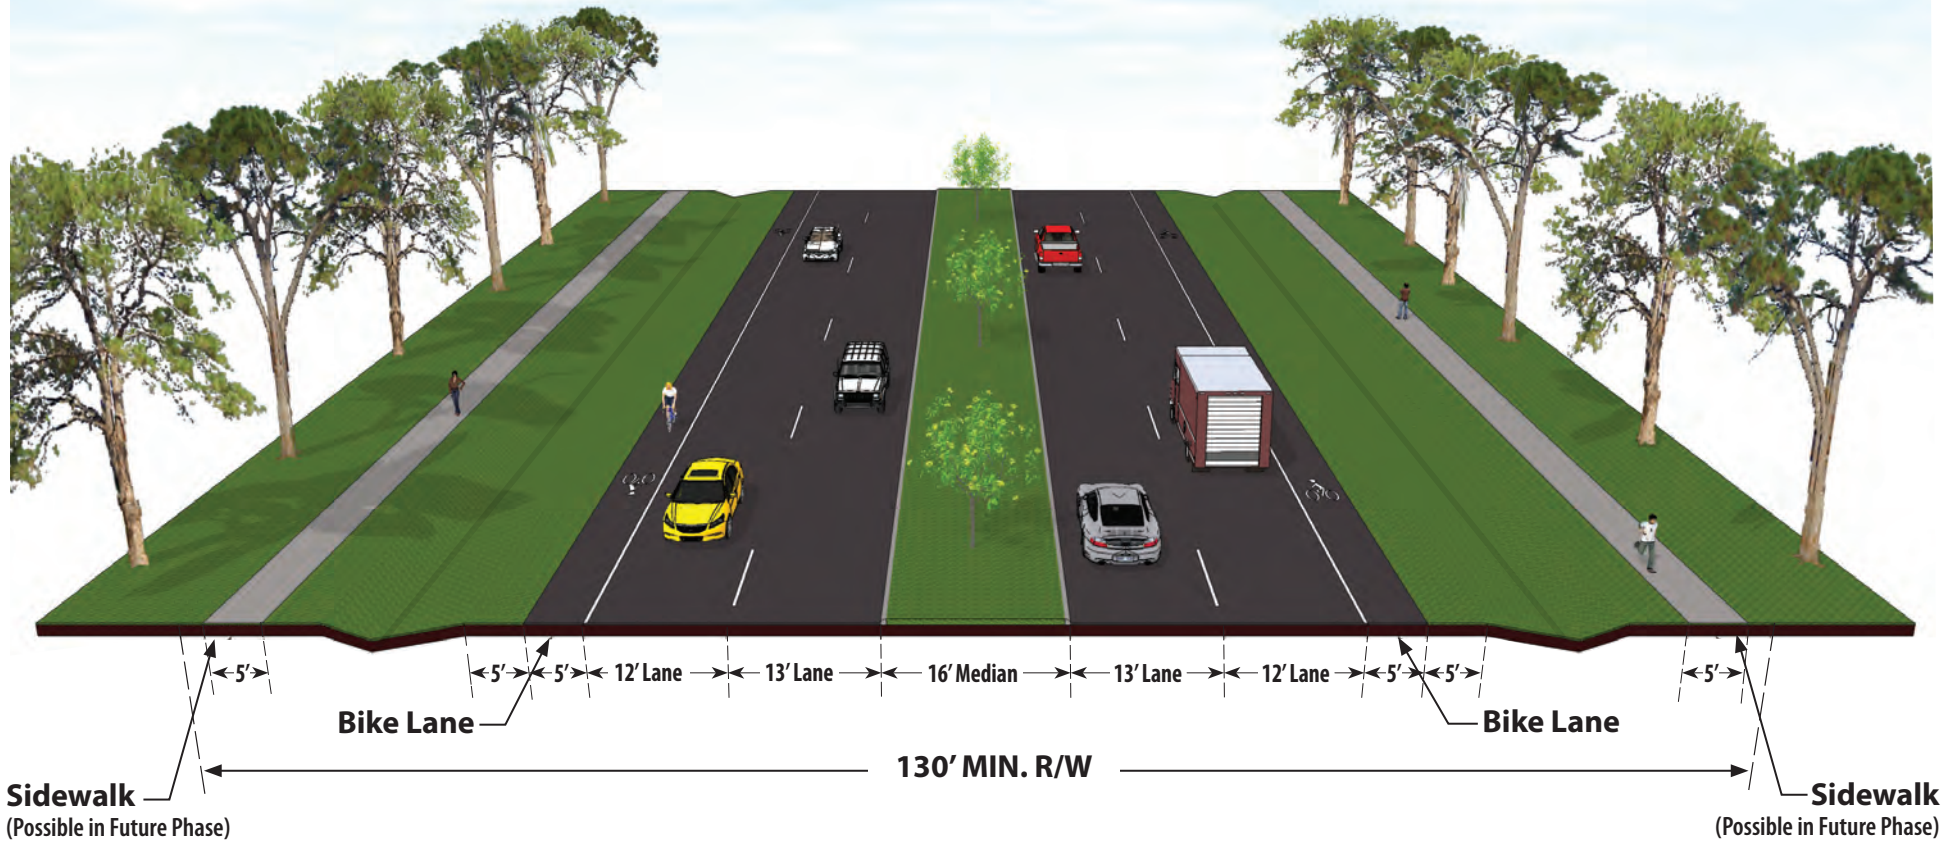 5’
5’
5’
12’ Lane
13’ Lane
16’ Median
13’ Lane
12’ Lane
5’
5’
5’
Bike Lane
Bike Lane
130’ MIN. R/W
Sidewalk
(Possible in Future Phase)
Sidewalk
(Possible in Future Phase)